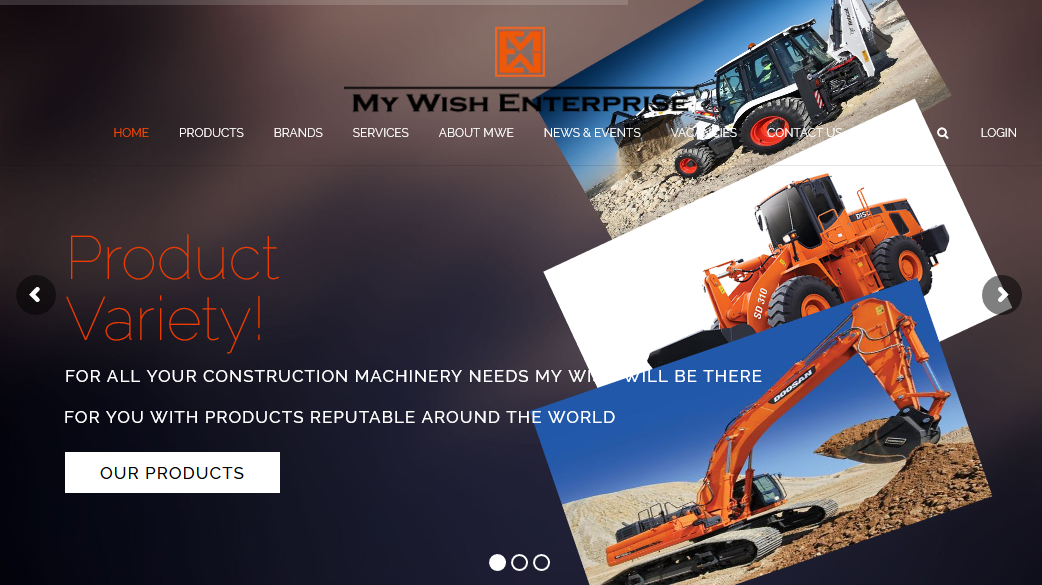 MY WISH ENTERPRISE
HOME PRODUCTS BRANDS SERVICES ABOUT MWE NEWS & EVENTS VACANCIES CONTACT US LOGIN
Product
Variety!
FOR ALL YOUR CONSTRUCTION MACHINERY NEEDS MY WISH WILL BE THERE
FOR YOU WITH PRODUCTS REPUTABLE AROUND THE WORLD
OUR PRODUCTS
Bobcat
SD 310
DOOSAN